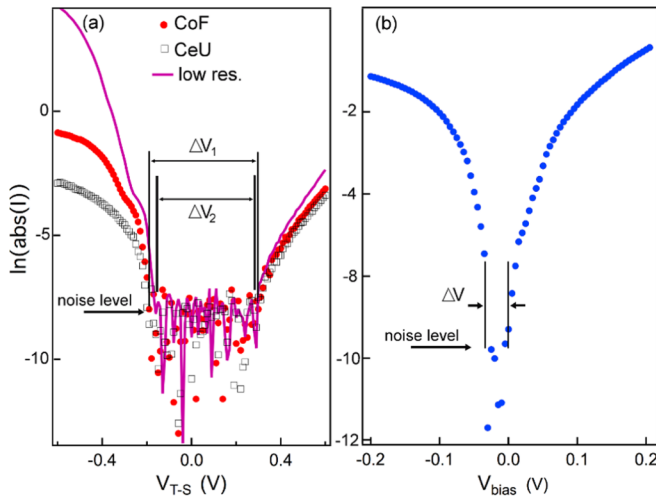 (a)
CoF
CeU
low res.
ΔV1
ΔV2
noise level
0
-5
-10
-0.4
0.0
0.4
ln(abs(I))
V_T-S (V)
(b)
-2
-4
-6
-8
-10
-12
ΔV
noise level
-0.2
-0.1
0.0
0.1
0.2
V_bias (V)